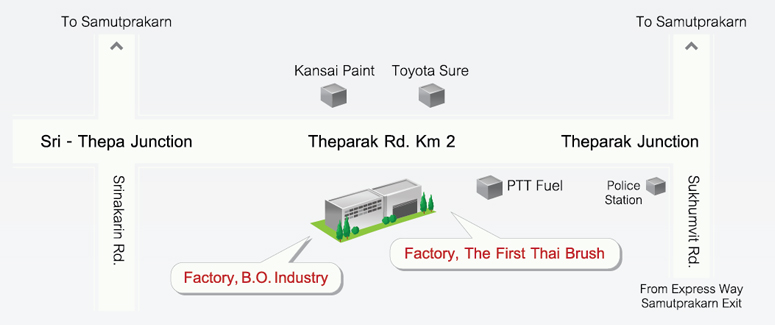 To Samutprakarn
To Samutprakarn
Kansai Paint
Toyota Sure
Sri - Thepa Junction
Theparak Rd. Km 2
Theparak Junction
Srinakarin Rd.
PTT Fuel
Police
Station
Sukhumvit Rd.
Factory, The First Thai Brush
Factory, B.O. Industry
From Express Way
Samutprakarn Exit